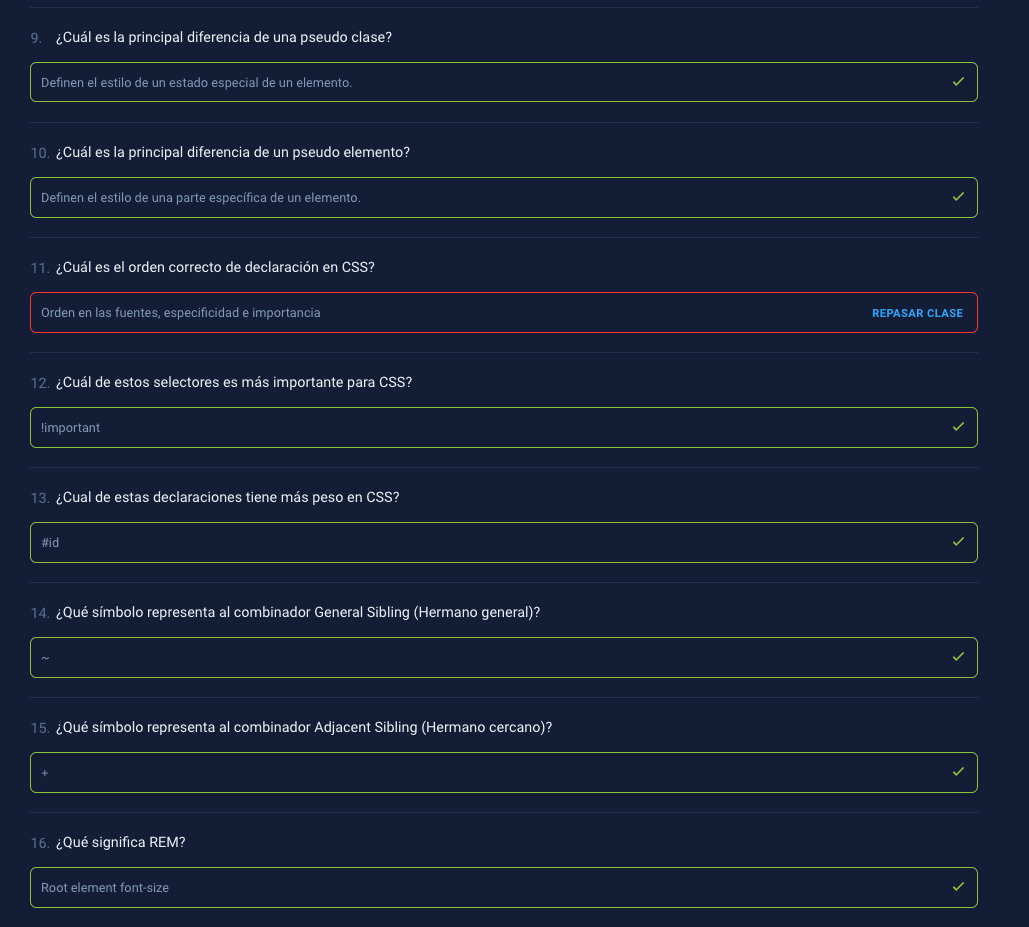 9. ¿Cuál es la principal diferencia de una pseudo clase?
Definen el estilo de un estado especial de un elemento.
10. ¿Cuál es la principal diferencia de un pseudo elemento?
Definen el estilo de una parte específica de un elemento.
11. ¿Cuál es el orden correcto de declaración en CSS?
Orden en las fuentes, especificidad e importancia REPASAR CLASE
12. ¿Cuál de estos selectores es más importante para CSS?
!important
13. ¿Cual de estas declaraciones tiene más peso en CSS?
#id
14. ¿Qué símbolo representa al combinador General Sibling (Hermano general)?
~
15. ¿Qué símbolo representa al combinador Adjacent Sibling (Hermano cercano)?
+
16. ¿Qué significa REM?
Root element font-size